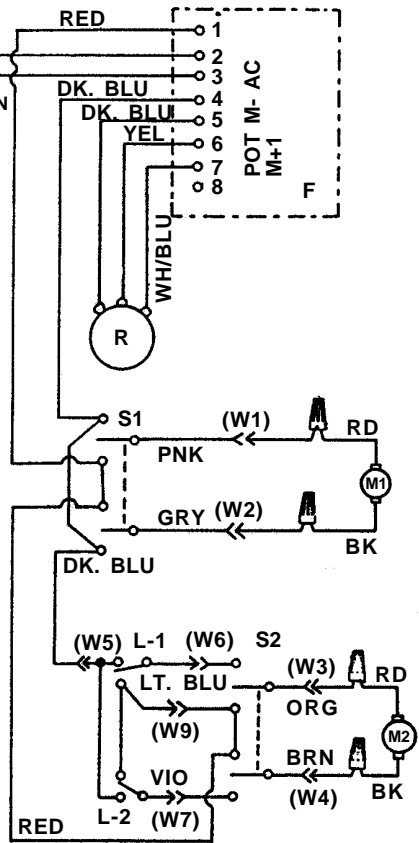 RED
1
2
3
N
DK. BLU
4
DK. BLU
5
YEL
6
7
8
POT M- AC
M+1
F
WH/BLU
R
S1
(W1)
RD
PNK
M1
GRY
(W2)
BK
DK. BLU
(W5)
L-1
(W6)
S2
LT. BLU
(W3)
RD
ORG
(W9)
M2
VIO
BRN
L-2
(W7)
(W4)
BK
RED